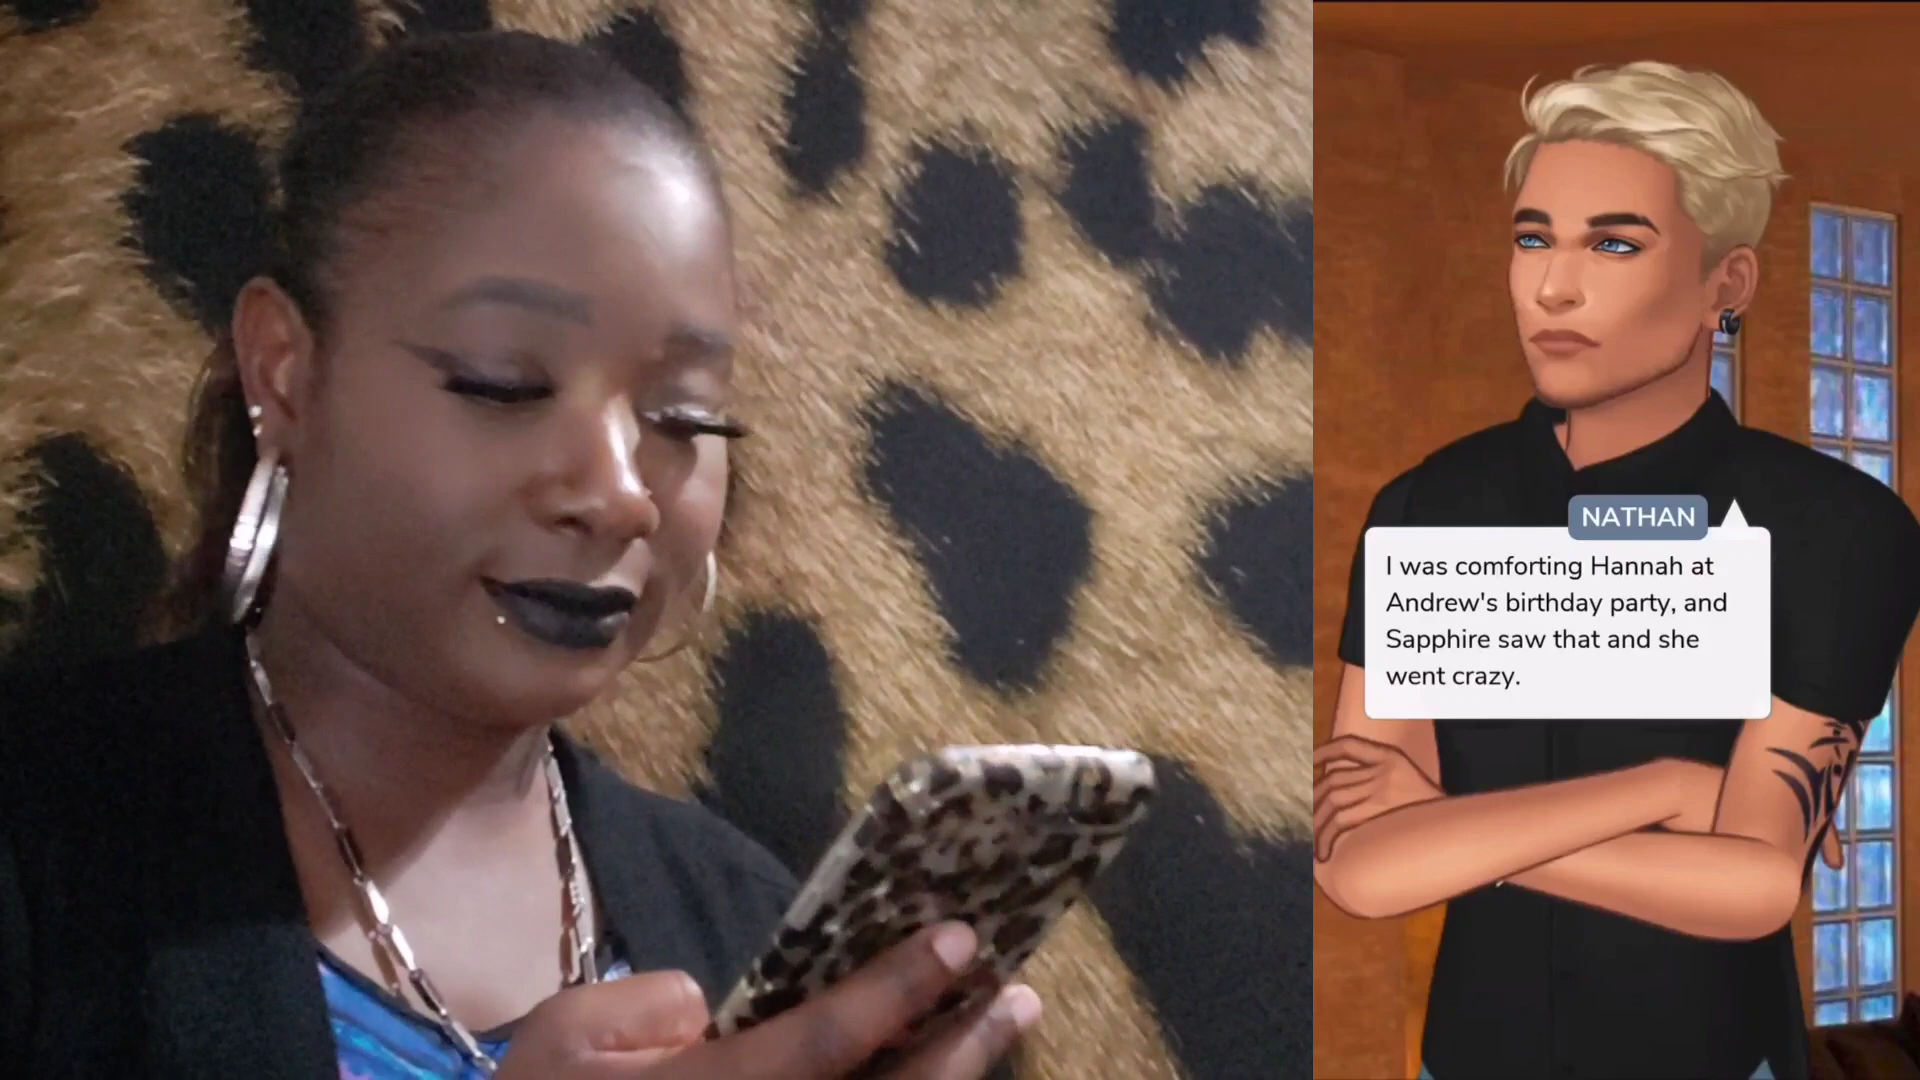 NATHAN
I was comforting Hannah at
Andrew's birthday party, and
Sapphire saw that and she
went crazy.